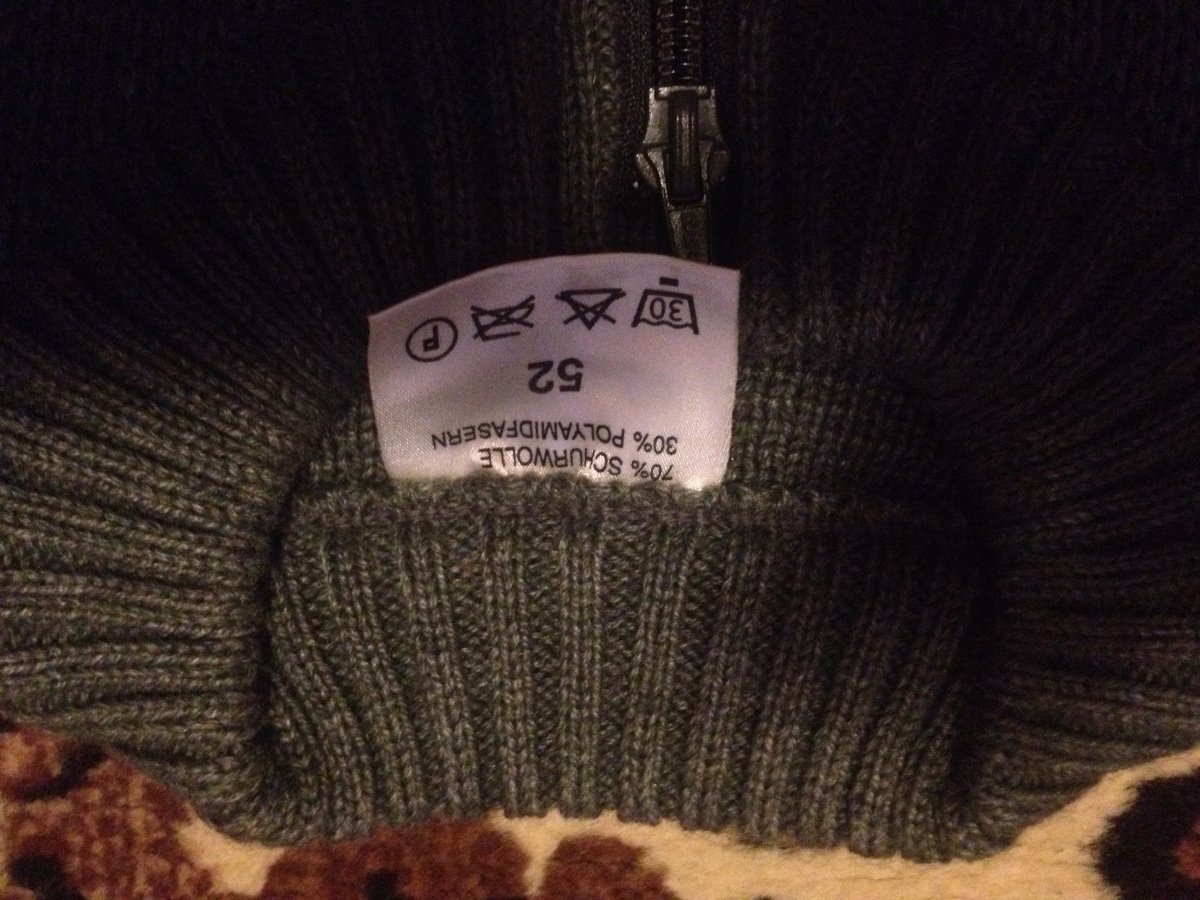 70% SCHURWOLLE
30% POLYAMIDFASERN
52
30 P